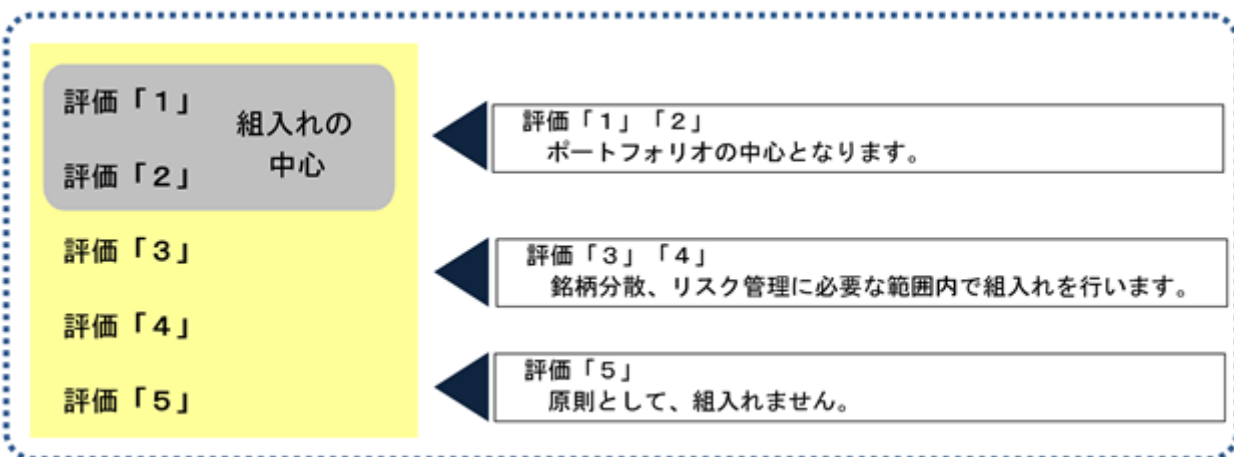 評価「１」
組入れの
中心
評価「２」
評価「３」
評価「４」
評価「５」
評価「１」「２」
ポートフォリオの中心となります。
評価「３」「４」
銘柄分散、リスク管理に必要な範囲内で組入れを行います。
評価「５」
原則として、組入れません。